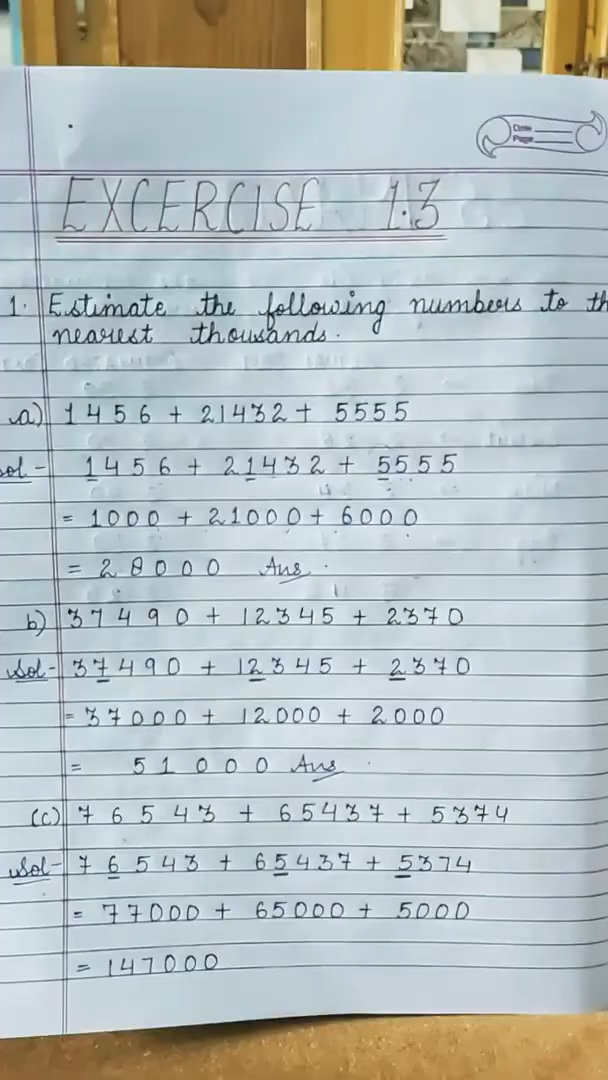 Date
Page
EXCERCISE 1.3
1. Estimate the following numbers to th
nearest thousands.
a) 1456 + 21432 + 5555
sol- 1456 + 21432 + 5555
= 1000 + 21000 + 6000
= 28000 Ans.
b) 37490 + 12345 + 2370
Sol- 37490 + 12345 + 2370
= 37000 + 12000 + 2000
= 51000 Ans.
(c) 76543 + 65437 + 5374
Sol- 76543 + 65437 + 5374
= 77000 + 65000 + 5000
= 147000